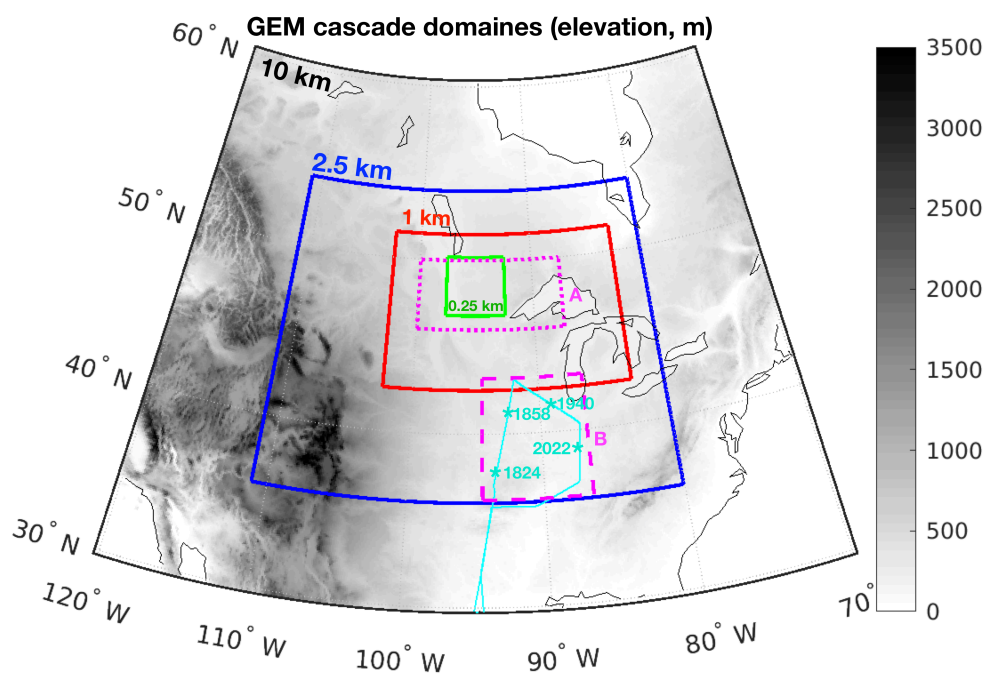 GEM cascade domaines (elevation, m)
60° N
10 km
3500
3000
2.5 km
50° N
1 km
2500
2000
A
0.25 km
40° N
1500
*1940
*1858
B
2022*
1000
*1824
30° N
500
120° W
70°
0
110° W
80° W
100° W
90° W